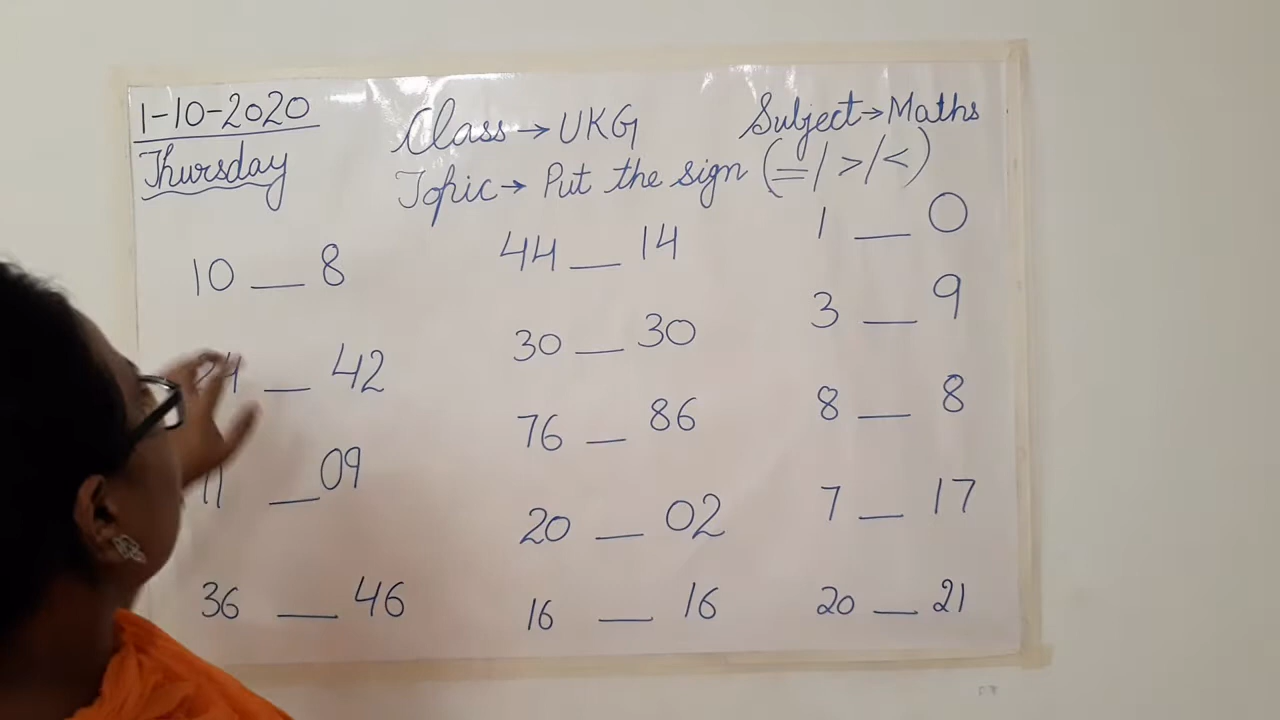 1-10-2020
Thursday
Class → UKG
Subject → Maths
Topic → Put the sign (=/>/<)
10 __ 8
__ 42
11 __ 09
36 __ 46
44 __ 14
30 __ 30
76 __ 86
20 __ 02
16 __ 16
1 __ 0
3 __ 9
8 __ 8
7 __ 17
20 __ 21